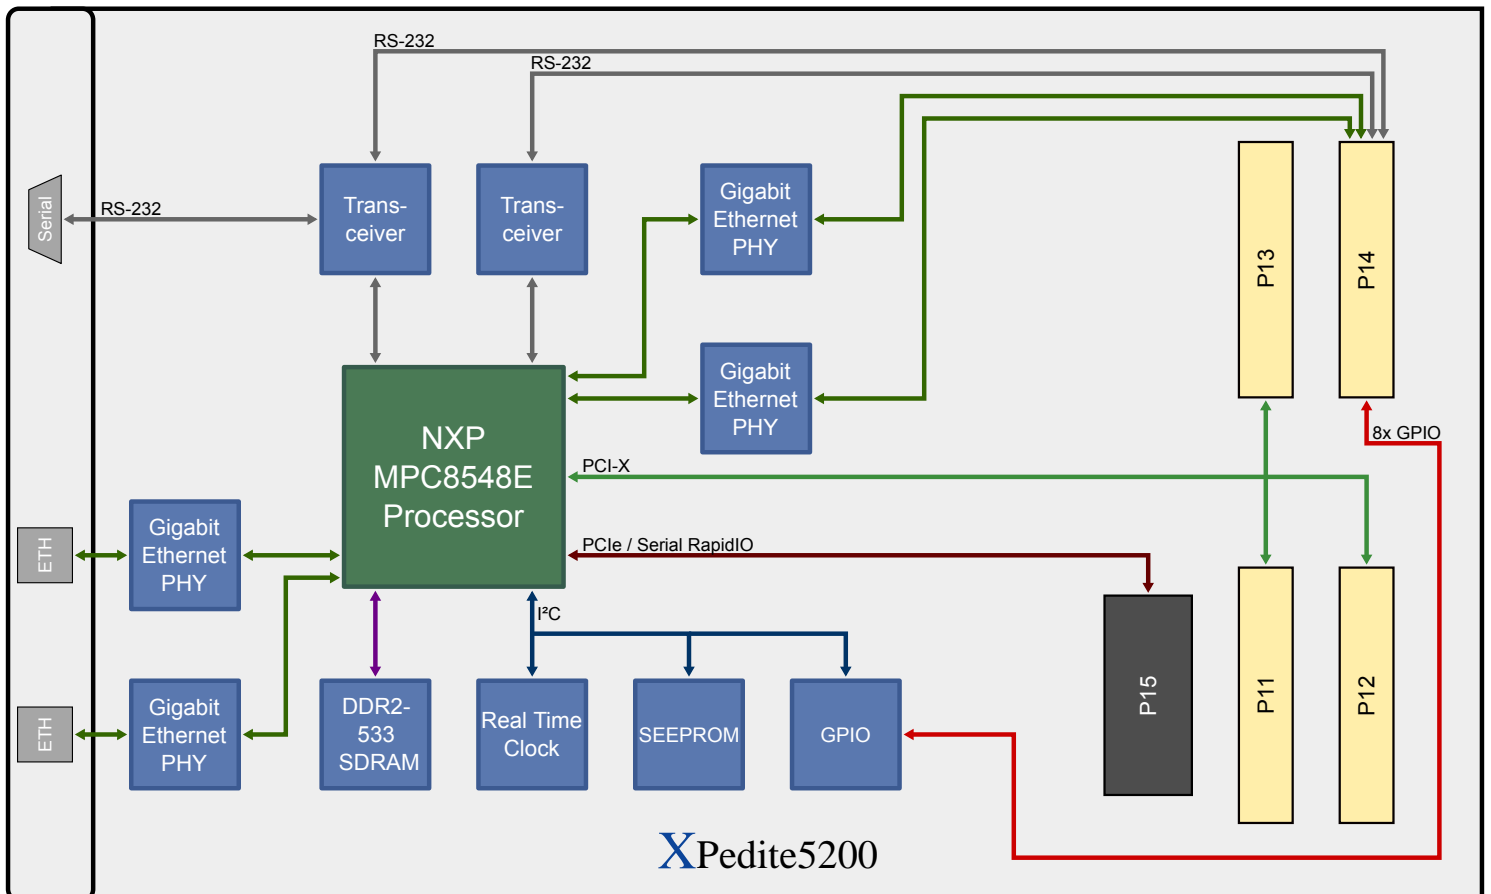 RS-232
RS-232
Trans-
ceiver
Trans-
ceiver
Gigabit
Ethernet
PHY
Serial
RS-232
P13
P14
Gigabit
Ethernet
PHY
8x GPIO
NXP
MPC8548E
Processor
PCI-X
PCIe / Serial RapidIO
ETH
Gigabit
Ethernet
PHY
I²C
ETH
Gigabit
Ethernet
PHY
DDR2-
533
SDRAM
Real Time
Clock
SEEPROM
GPIO
P15
P11
P12
XPedite5200